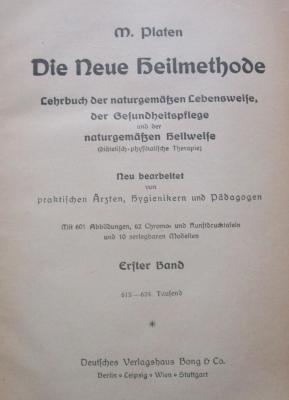 M. Platen
Die Neue Heilmethode
Lehrbuch der naturgemäßen Lebensweise,
der Gesundheitspflege
und der
naturgemäßen Heilweise
(Diätetisch-physikalische Therapie)
Neu bearbeitet
von
praktischen Ärzten, Hygienikern und Pädagogen
Mit 601 Abbildungen, 62 Chromo- und Kunstdrucktafeln
und 10 zerlegbaren Modellen
Erster Band
615—624. Tausend
Deutsches Verlagshaus Bong & Co.
Berlin Leipzig Wien Stuttgart